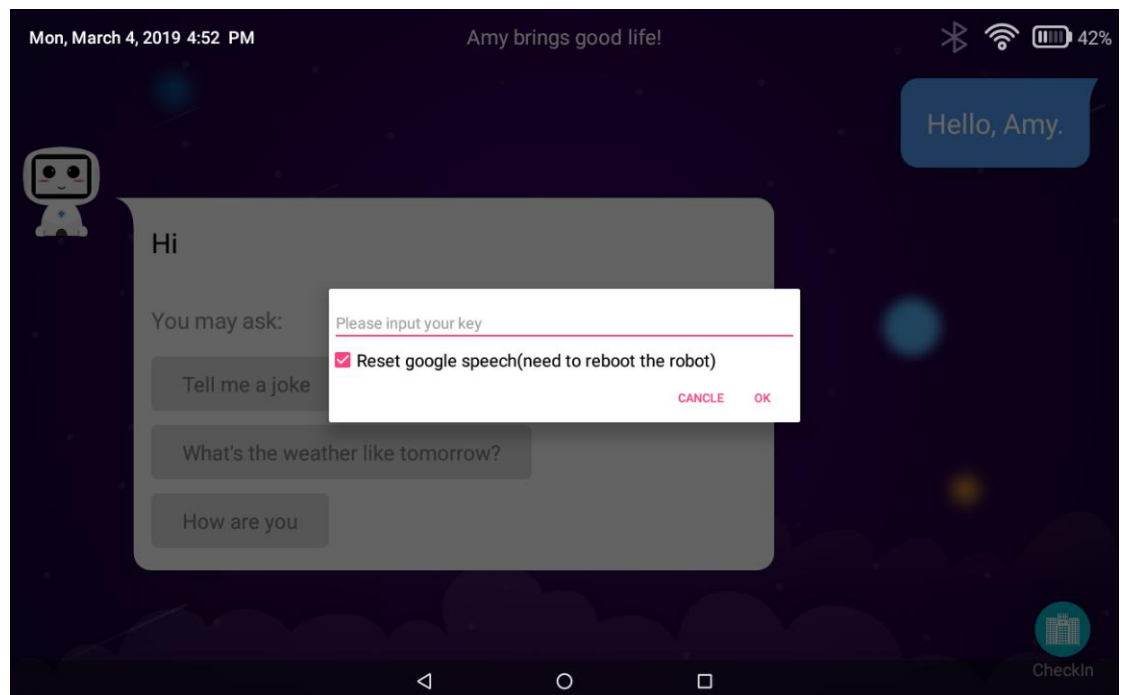 Mon, March 4, 2019 4:52 PM
Amy brings good life!
42%
Hello, Amy.
Hi
You may ask:
Please input your key
Reset google speech(need to reboot the robot)
Tell me a joke
CANCLE OK
What's the weather like tomorrow?
How are you
CheckIn